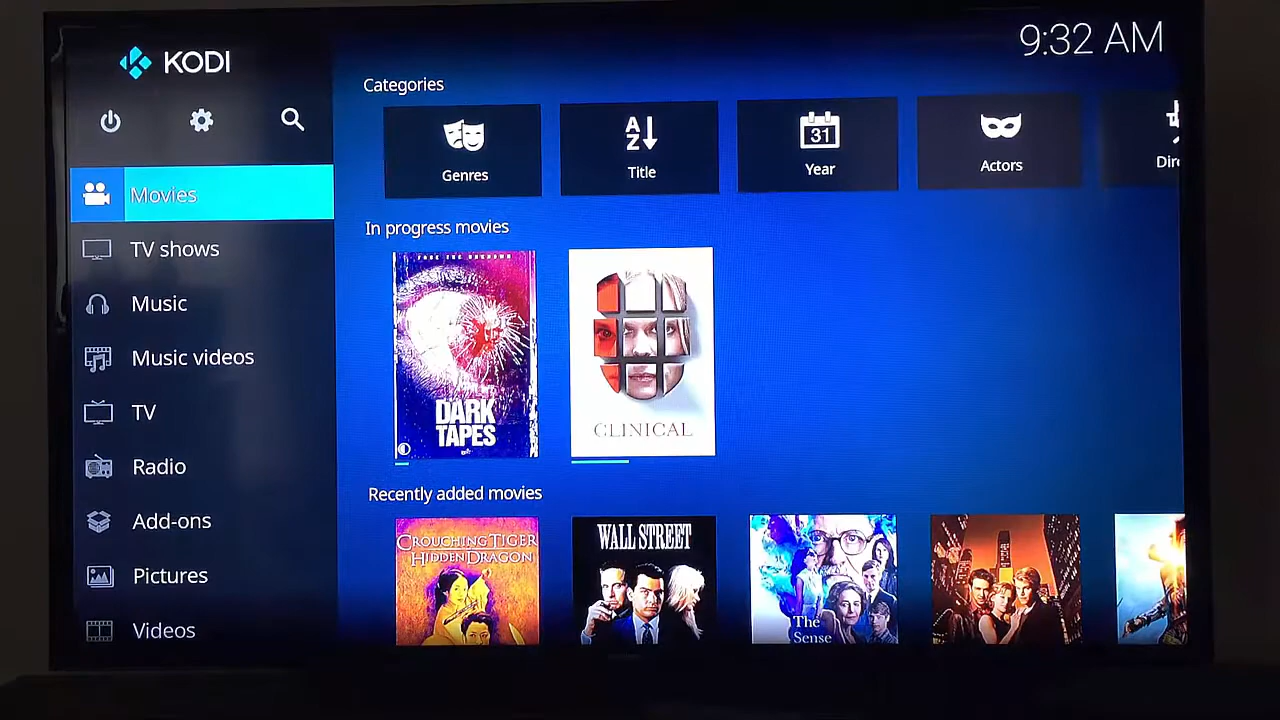 KODI
9:32 AM
Categories
Genres
A
Z
Title
31
Year
Actors
Dir
Movies
TV shows
Music
Music videos
TV
Radio
Add-ons
Pictures
Videos
In progress movies
DARK
TAPES
CLINICAL
Recently added movies
CROUCHING TIGER
HIDDEN DRAGON
WALL STREET
The
Sense